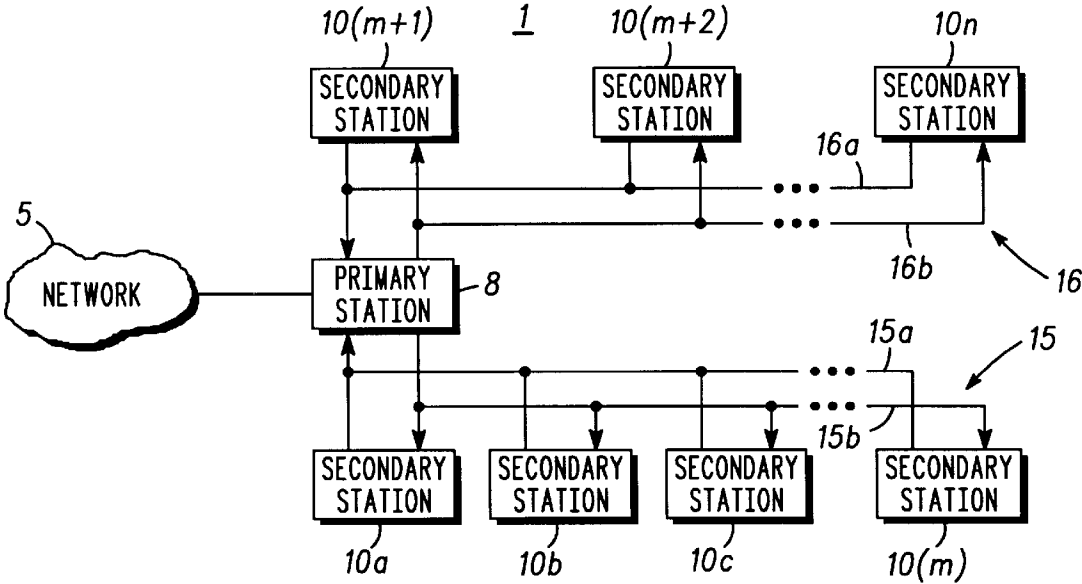 10(m+1)
1
10(m+2)
10n
SECONDARY
STATION
SECONDARY
STATION
SECONDARY
STATION
16a
5
16b
16
NETWORK
PRIMARY
STATION
8
15a
15
15b
SECONDARY
STATION
SECONDARY
STATION
SECONDARY
STATION
SECONDARY
STATION
10a
10b
10c
10(m)